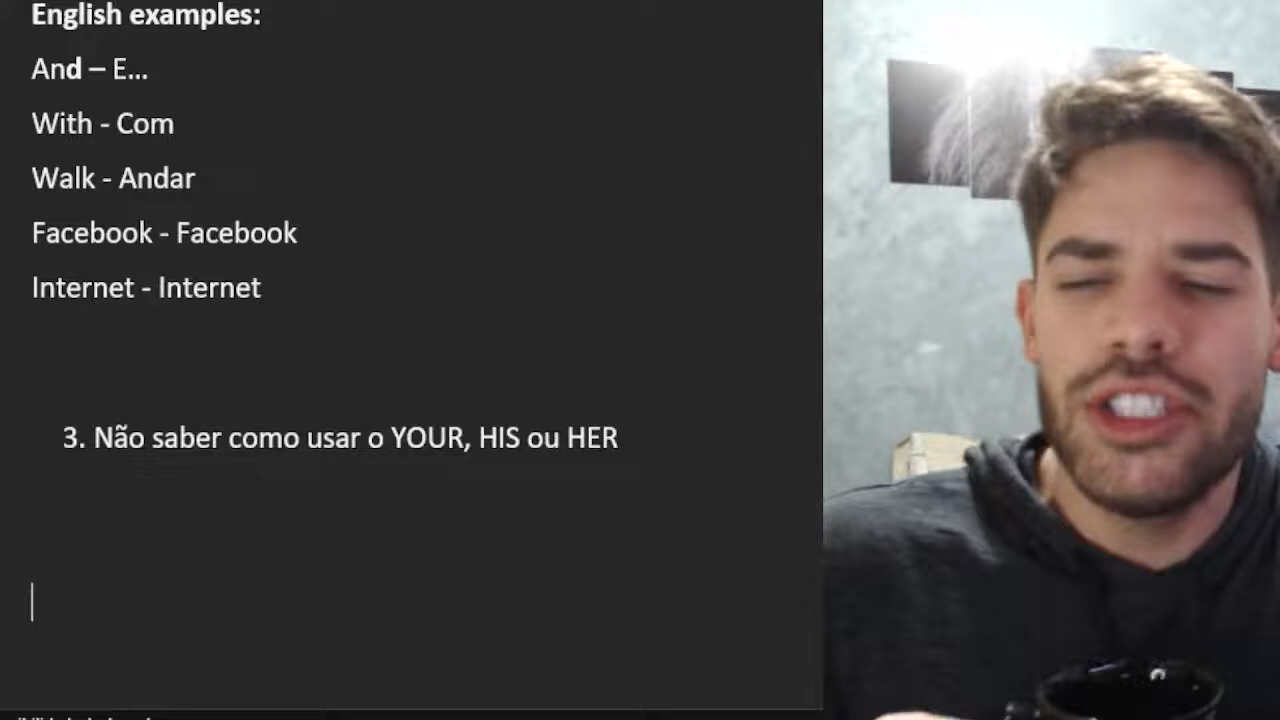 English examples:
And – E...
With - Com
Walk - Andar
Facebook - Facebook
Internet - Internet
3. Não saber como usar o YOUR, HIS ou HER